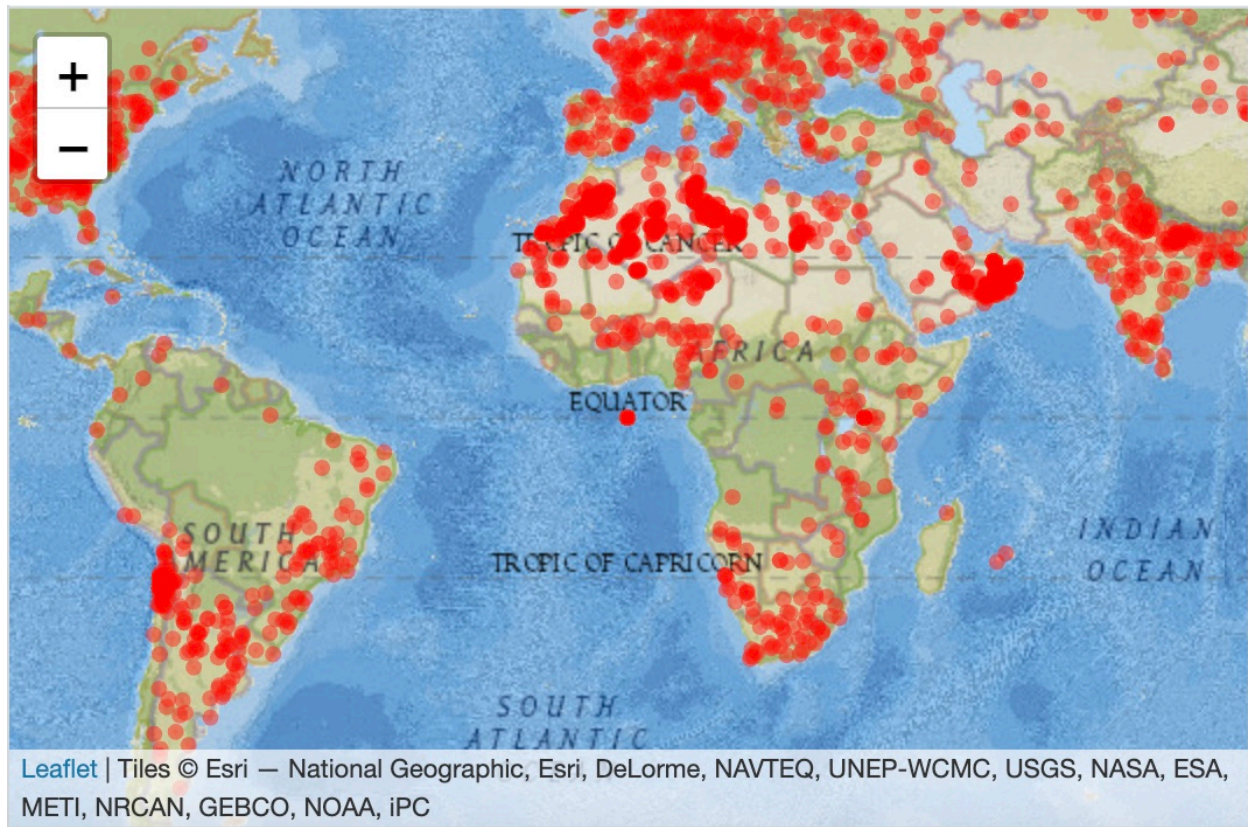 +
−
NORTH
ATLANTIC
OCEAN
TROPIC OF CANCER
AFRICA
EQUATOR
SOUTH
AMERICA
TROPIC OF CAPRICORN
INDIAN
OCEAN
SOUTH
ATLANTIC
Leaflet | Tiles © Esri — National Geographic, Esri, DeLorme, NAVTEQ, UNEP-WCMC, USGS, NASA, ESA,
METI, NRCAN, GEBCO, NOAA, iPC